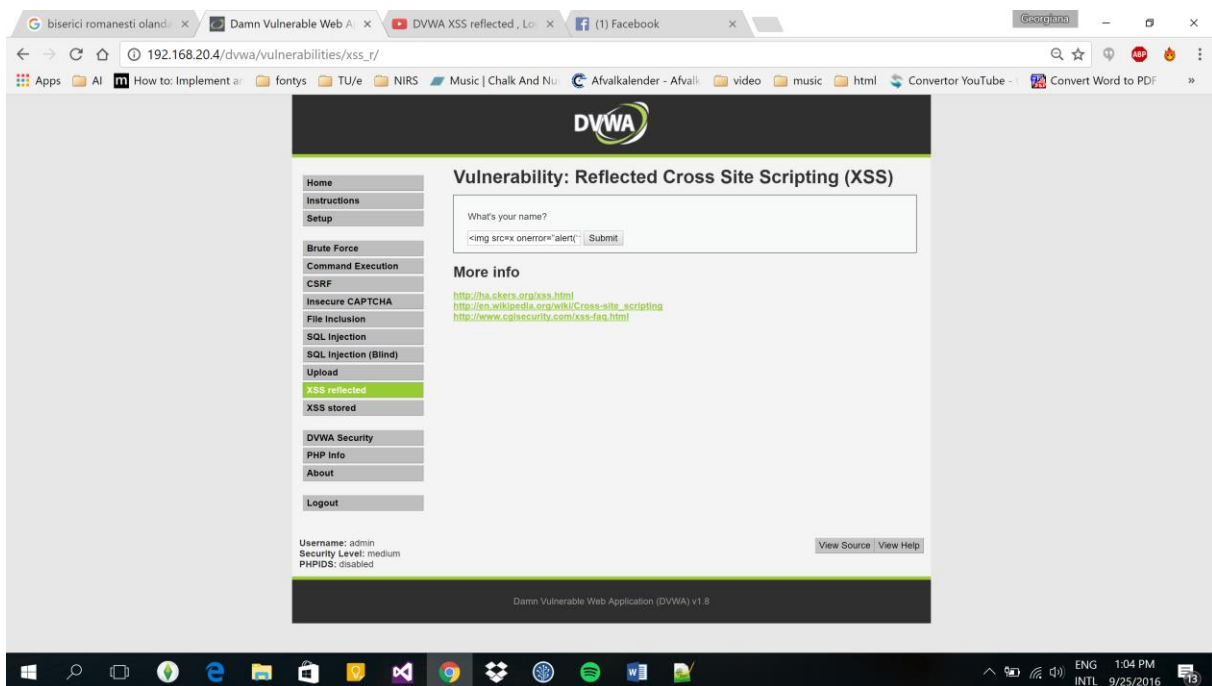 biserici romanesti oland
Damn Vulnerable Web A
DVWA XSS reflected , Lo
(1) Facebook
Georgiana
192.168.20.4/dvwa/vulnerabilities/xss_r/
ABP
Apps AI How to: Implement ar fontys TU/e NIRS Music | Chalk And Nu Afvalkalender - Afvalk video music html Convertor YouTube - Convert Word to PDF »
DVWA
Vulnerability: Reflected Cross Site Scripting (XSS)
Home
Instructions
Setup
Brute Force
Command Execution
CSRF
Insecure CAPTCHA
File Inclusion
SQL Injection
SQL Injection (Blind)
Upload
XSS reflected
XSS stored
DVWA Security
PHP Info
About
Logout
What's your name?
<img src=x onerror="alert(' Submit
More info
http://ha.ckers.org/xss.html
http://en.wikipedia.org/wiki/Cross-site_scripting
http://www.cgisecurity.com/xss-faq.html
Username: admin
Security Level: medium
PHPIDS: disabled
View Source View Help
Damn Vulnerable Web Application (DVWA) v1.8
ENG
INTL
1:04 PM
9/25/2016
13